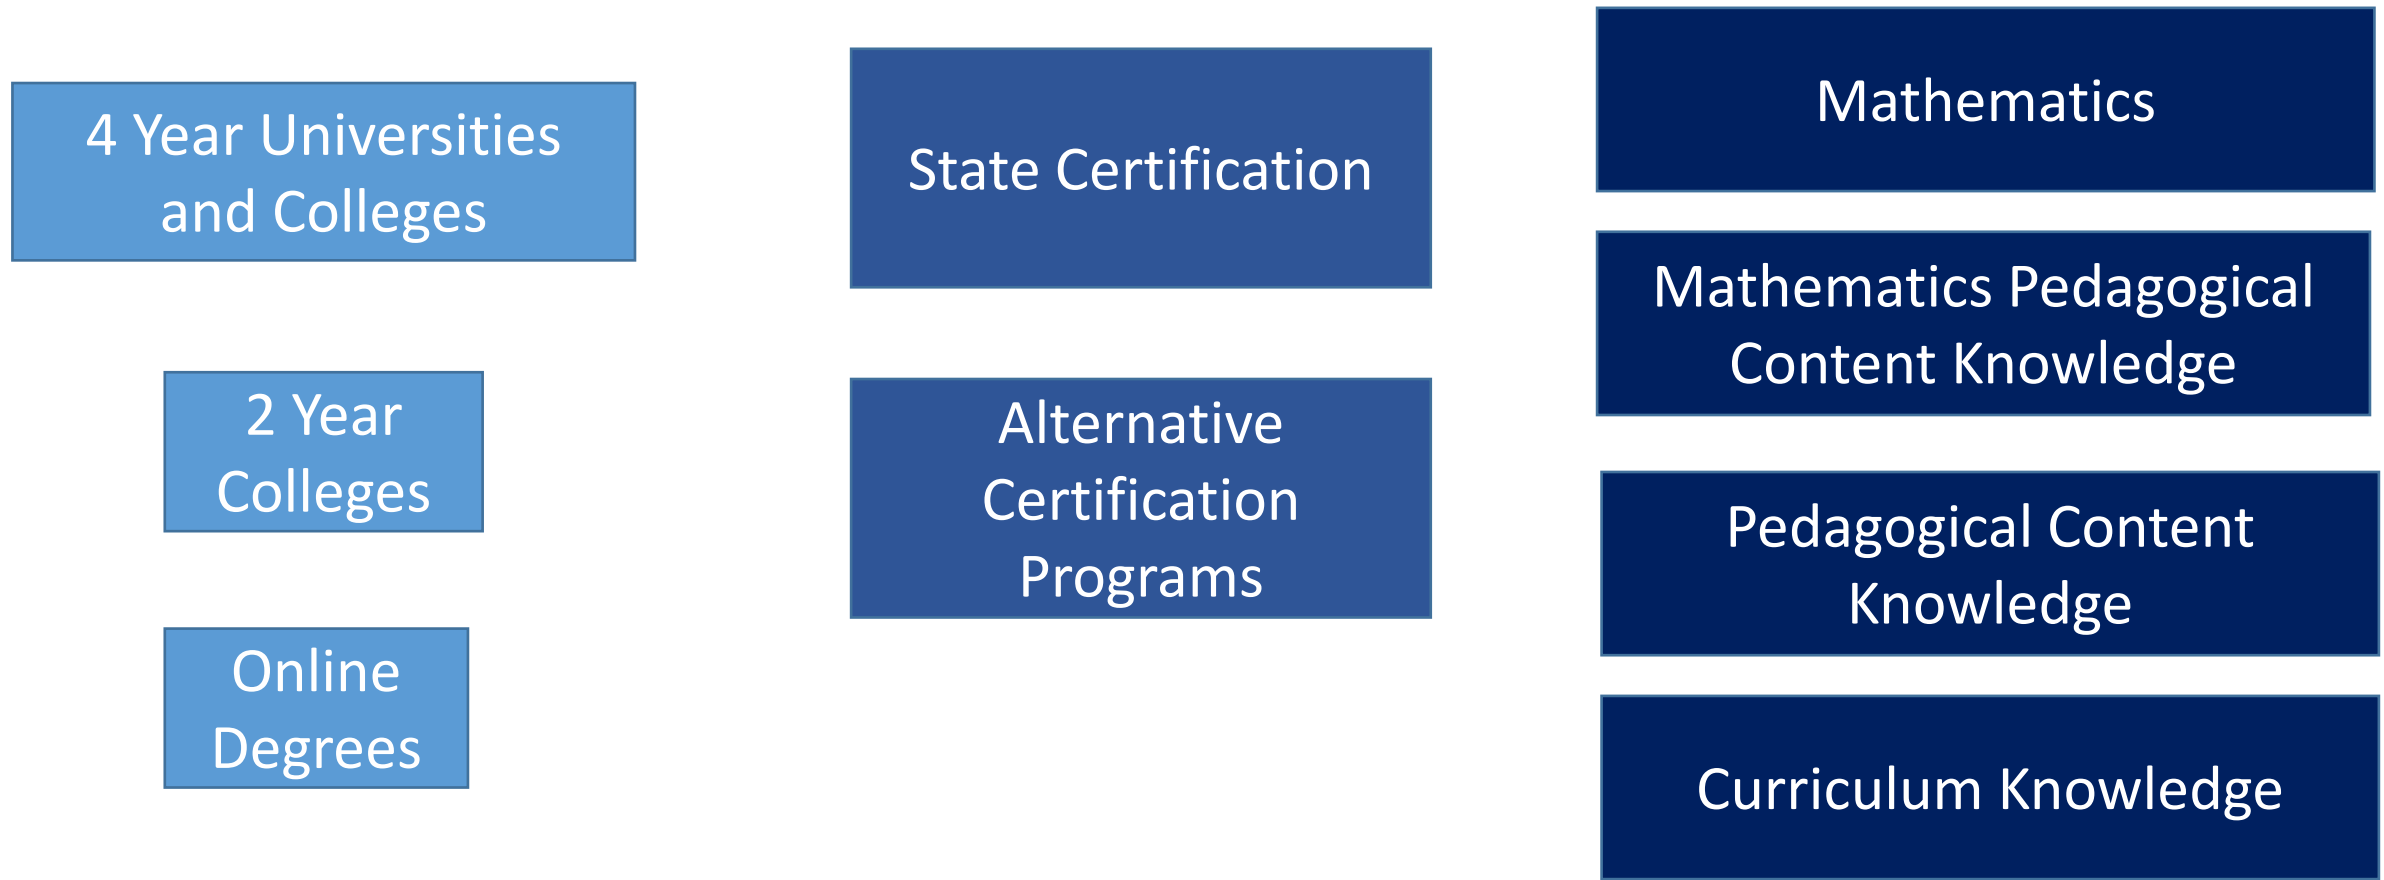 4 Year Universities
and Colleges
2 Year
Colleges
Online
Degrees
State Certification
Alternative
Certification
Programs
Mathematics
Mathematics Pedagogical
Content Knowledge
Pedagogical Content
Knowledge
Curriculum Knowledge